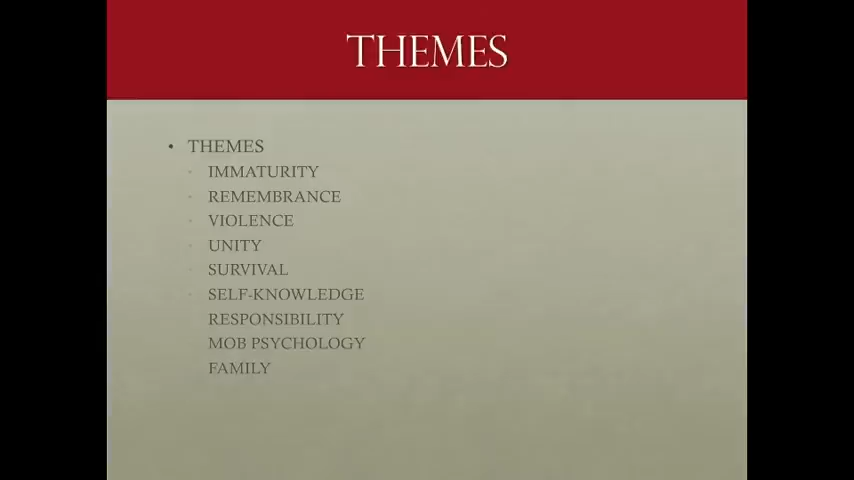 THEMES
• THEMES
• IMMATURITY
• REMEMBRANCE
• VIOLENCE
• UNITY
• SURVIVAL
• SELF-KNOWLEDGE
RESPONSIBILITY
MOB PSYCHOLOGY
FAMILY